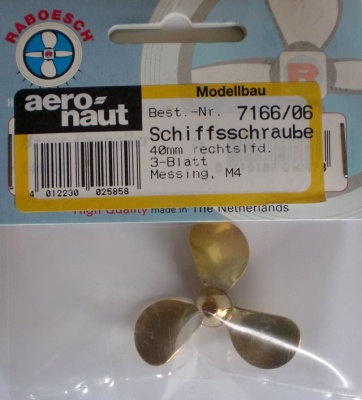 RABOESCH
R
aero-
naut
Modellbau
Best.-Nr. 7166/06
Schiffsschraube
40mm rechtslfd.
3-Blatt
Messing, M4
4 012230 025858
High Quality made in The Netherlands